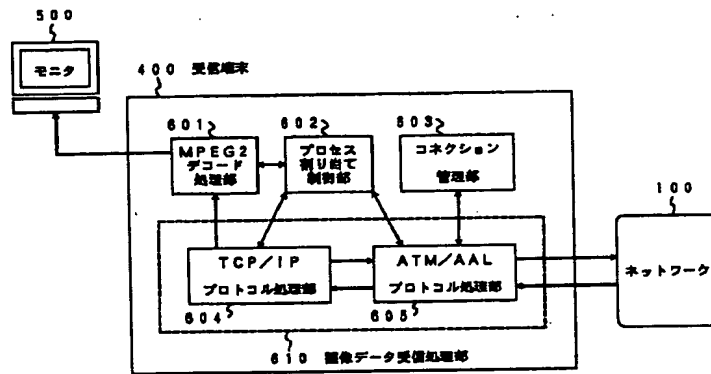 500
モニタ
400 受信端末
601
MPEG2
デコード
処理部
602
プロセス
割り当て
制御部
603
コネクション
管理部
100
ネットワーク
TCP/IP
プロトコル処理部
604
ATM/AAL
プロトコル処理部
605
610 画像データ受信処理部